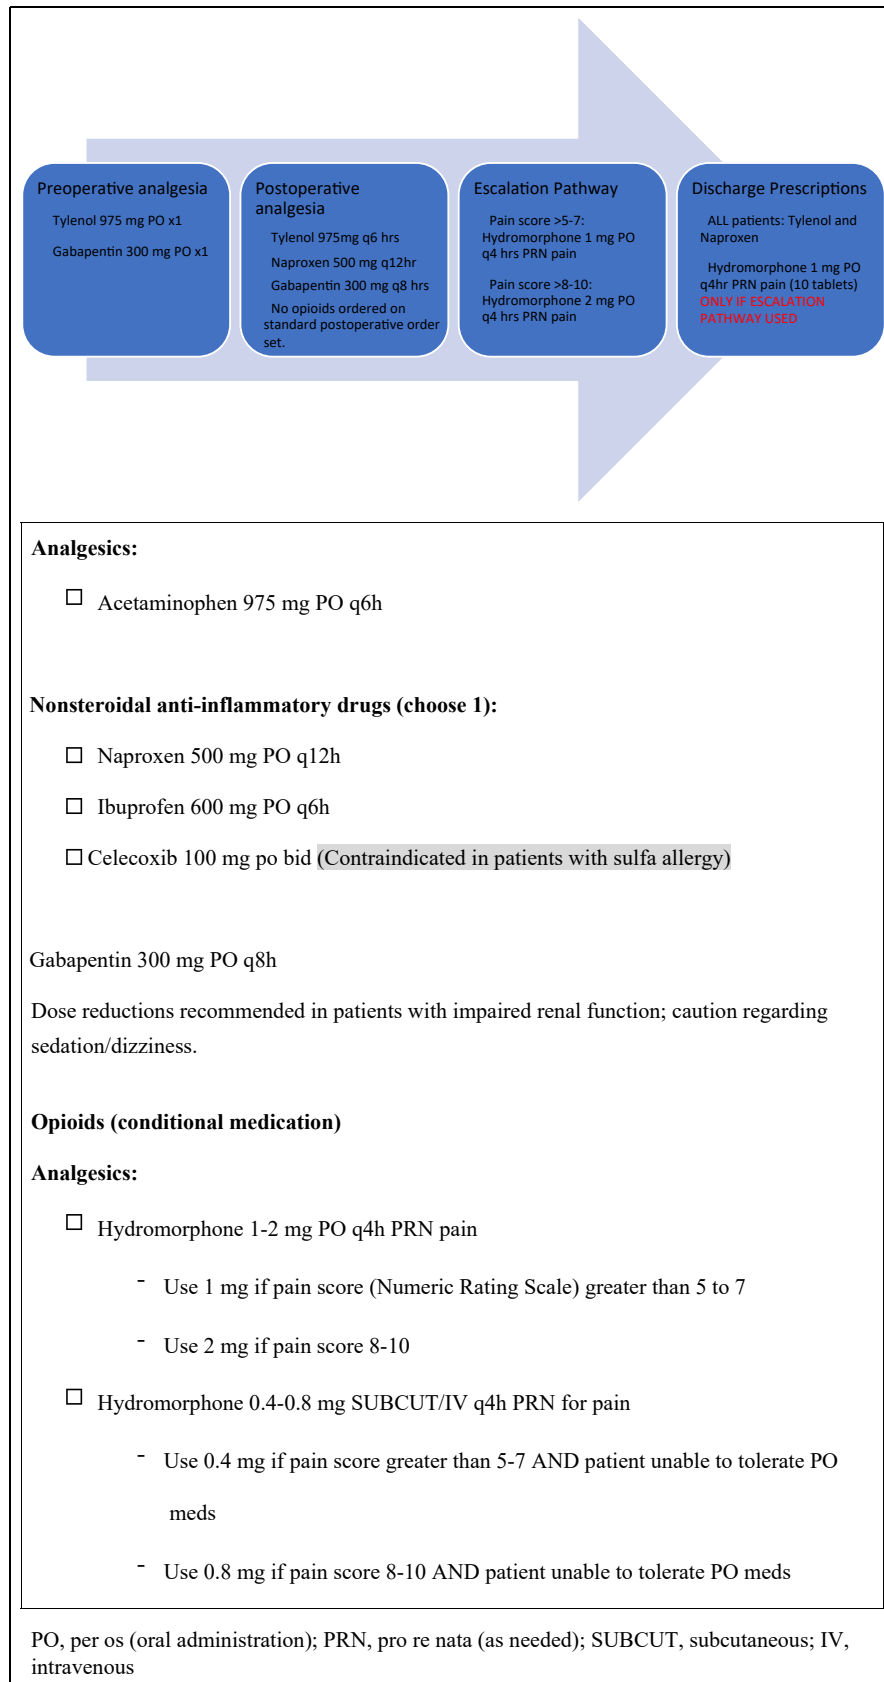 Preoperative analgesia
Tylenol 975 mg PO x1
Gabapentin 300 mg PO x1
Postoperative
analgesia
Tylenol 975mg q6 hrs
Naproxen 500 mg q12hr
Gabapentin 300 mg q8 hrs
No opioids ordered on
standard postoperative order
set.
Escalation Pathway
Pain score >5-7:
Hydromorphone 1 mg PO
q4 hrs PRN pain
Pain score >8-10:
Hydromorphone 2 mg PO
q4 hrs PRN pain
Discharge Prescriptions
ALL patients: Tylenol and
Naproxen
Hydromorphone 1 mg PO
q4hr PRN pain (10 tablets)
ONLY IF ESCALATION
PATHWAY USED
Analgesics:
☐ Acetaminophen 975 mg PO q6h
Nonsteroidal anti-inflammatory drugs (choose 1):
☐ Naproxen 500 mg PO q12h
☐ Ibuprofen 600 mg PO q6h
☐ Celecoxib 100 mg po bid (Contraindicated in patients with sulfa allergy)
Gabapentin 300 mg PO q8h
Dose reductions recommended in patients with impaired renal function; caution regarding
sedation/dizziness.
Opioids (conditional medication)
Analgesics:
☐ Hydromorphone 1-2 mg PO q4h PRN pain
- Use 1 mg if pain score (Numeric Rating Scale) greater than 5 to 7
- Use 2 mg if pain score 8-10
☐ Hydromorphone 0.4-0.8 mg SUBCUT/IV q4h PRN for pain
- Use 0.4 mg if pain score greater than 5-7 AND patient unable to tolerate PO
meds
- Use 0.8 mg if pain score 8-10 AND patient unable to tolerate PO meds
PO, per os (oral administration); PRN, pro re nata (as needed); SUBCUT, subcutaneous; IV,
intravenous